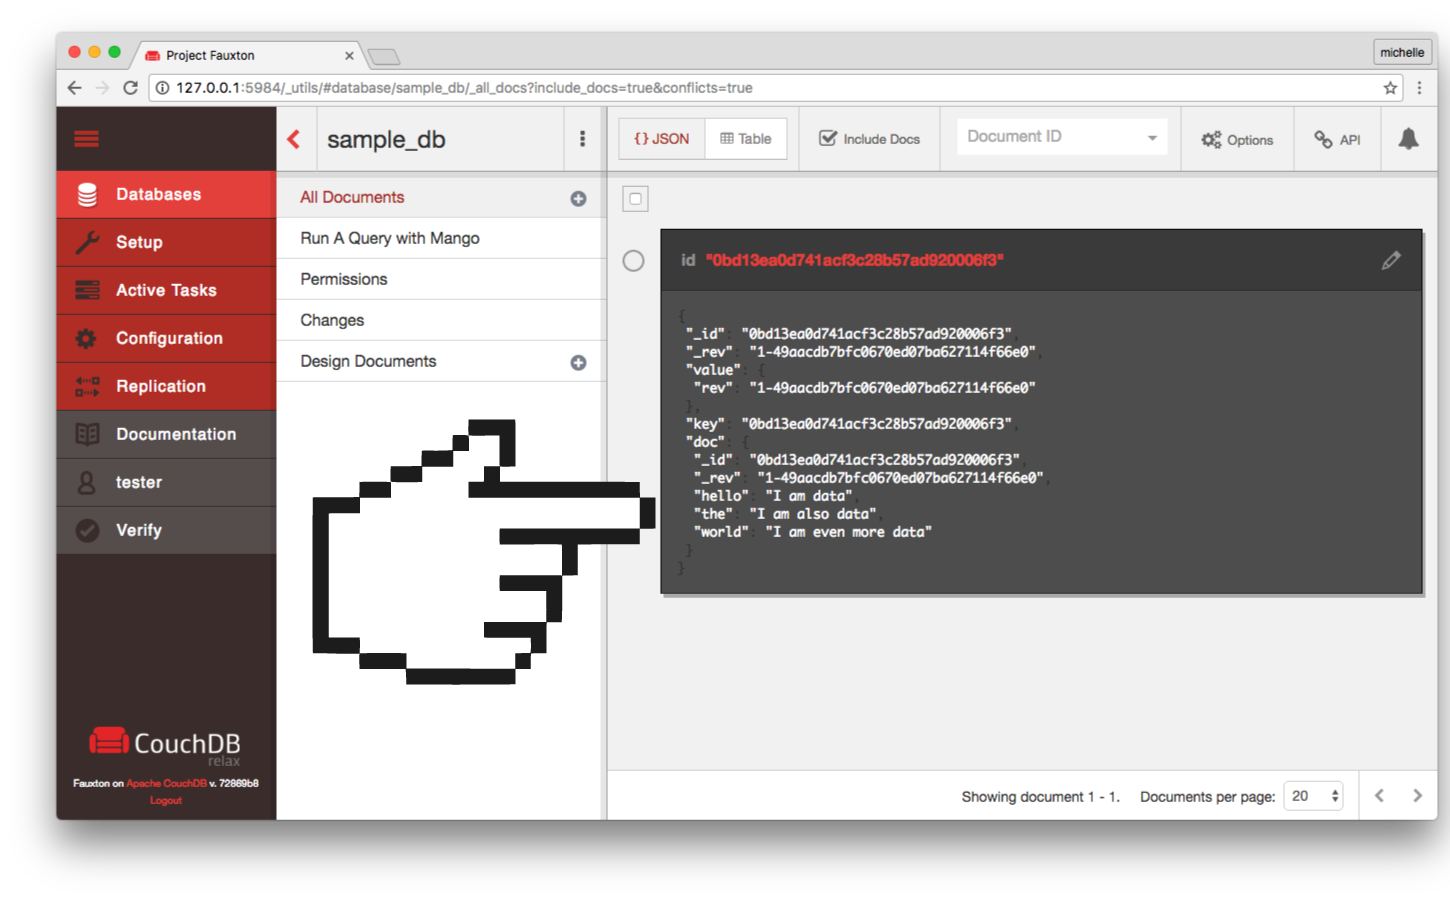 Project Fauxton
michelle
127.0.0.1:5984/_utils/#database/sample_db/_all_docs?include_docs=true&conflicts=true
sample_db
{} JSON
Table
Include Docs
Document ID
Options
API
Databases
Setup
Active Tasks
Configuration
Replication
Documentation
tester
Verify
CouchDB
relax
Fauxton on Apache CouchDB v. 72869b8
Logout
All Documents
Run A Query with Mango
Permissions
Changes
Design Documents
id "0bd13ea0d741acf3c28b57ad920006f3"
{
"_id": "0bd13ea0d741acf3c28b57ad920006f3",
"_rev": "1-49aacdb7bfc0670ed07ba627114f66e0",
"value": {
"rev": "1-49aacdb7bfc0670ed07ba627114f66e0"
},
"key": "0bd13ea0d741acf3c28b57ad920006f3",
"doc": {
"_id": "0bd13ea0d741acf3c28b57ad920006f3",
"_rev": "1-49aacdb7bfc0670ed07ba627114f66e0",
"hello": "I am data",
"the": "I am also data",
"world": "I am even more data"
}
}
Showing document 1 - 1.
Documents per page: 20